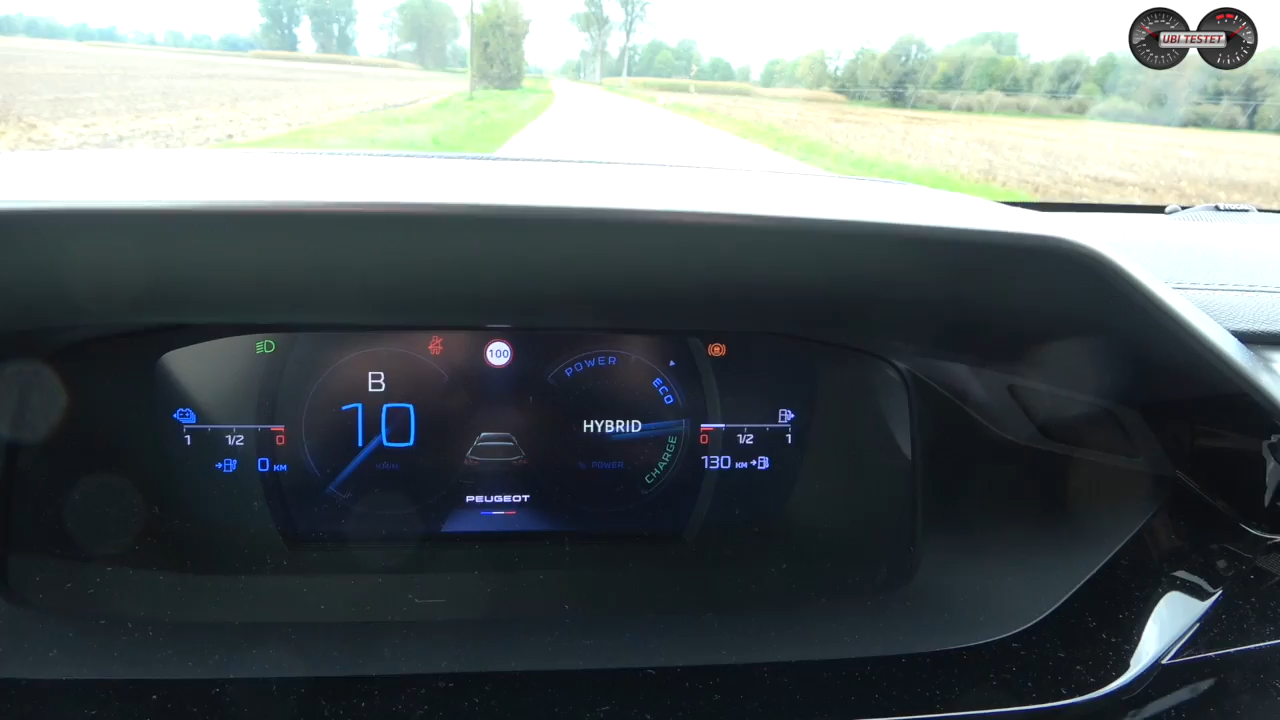 UBI TESTET
100
B
POWER
ECO
10
HYBRID
1 1/2 0
0 1/2 1
KM/H
% POWER
CHARGE
0 KM
130 KM
PEUGEOT